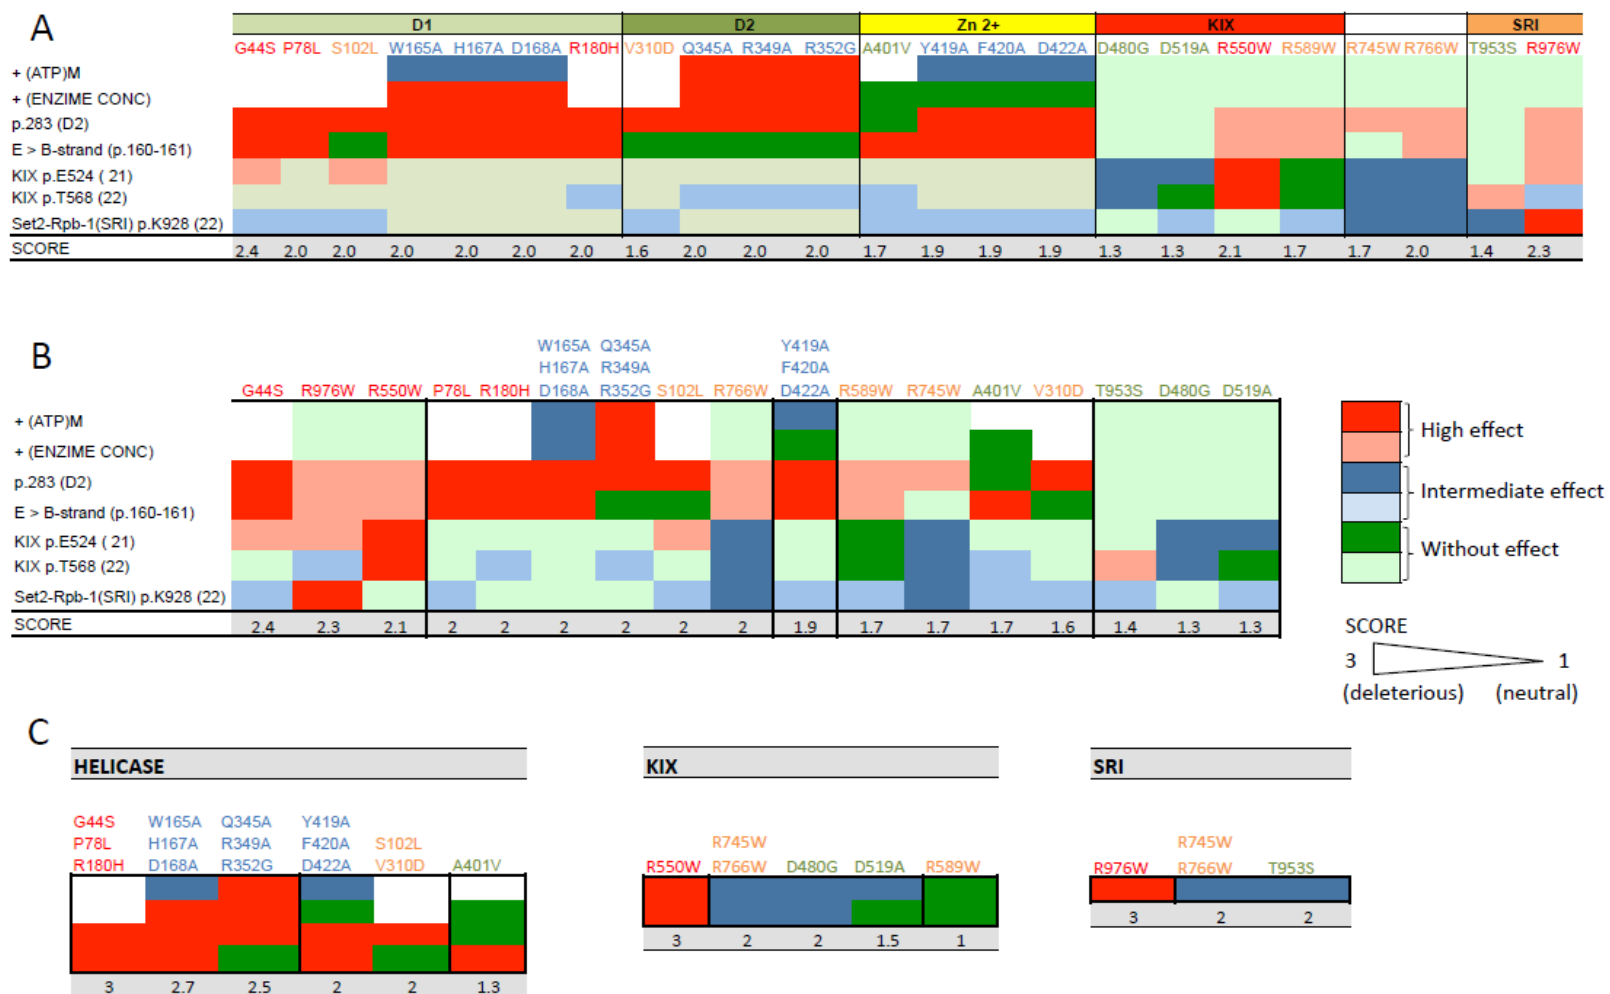 A
D1 D2 Zn 2+ KIX SRI
G44S P78L S102L W165A H167A D168A R180H V310D Q345A R349A R352G A401V Y419A F420A D422A D480G D519A R550W R589W R745W R766W T953S R976W
+ (ATP)M
+ (ENZIME CONC)
p.283 (D2)
E > B-strand (p.160-161)
KIX p.E524 ( 21)
KIX p.T568 (22)
Set2-Rpb-1(SRI) p.K928 (22)
SCORE 2.4 2.0 2.0 2.0 2.0 2.0 2.0 1.6 2.0 2.0 2.0 1.7 1.9 1.9 1.9 1.3 1.3 2.1 1.7 1.7 2.0 1.4 2.3
B
W165A Q345A Y419A
H167A R349A F420A
G44S R976W R550W P78L R180H D168A R352G S102L R766W D422A R589W R745W A401V V310D T953S D480G D519A
+ (ATP)M
+ (ENZIME CONC)
p.283 (D2)
E > B-strand (p.160-161)
KIX p.E524 ( 21)
KIX p.T568 (22)
Set2-Rpb-1(SRI) p.K928 (22)
SCORE 2.4 2.3 2.1 2 2 2 2 2 2 1.9 1.7 1.7 1.7 1.6 1.4 1.3 1.3
High effect
Intermediate effect
Without effect
SCORE
3 1
(deleterious) (neutral)
C
HELICASE
G44S W165A Q345A Y419A
P78L H167A R349A F420A S102L
R180H D168A R352G D422A V310D A401V
3 2.7 2.5 2 2 1.3
KIX
R745W
R550W R766W D480G D519A R589W
3 2 2 1.5 1
SRI
R745W
R976W R766W T953S
3 2 2